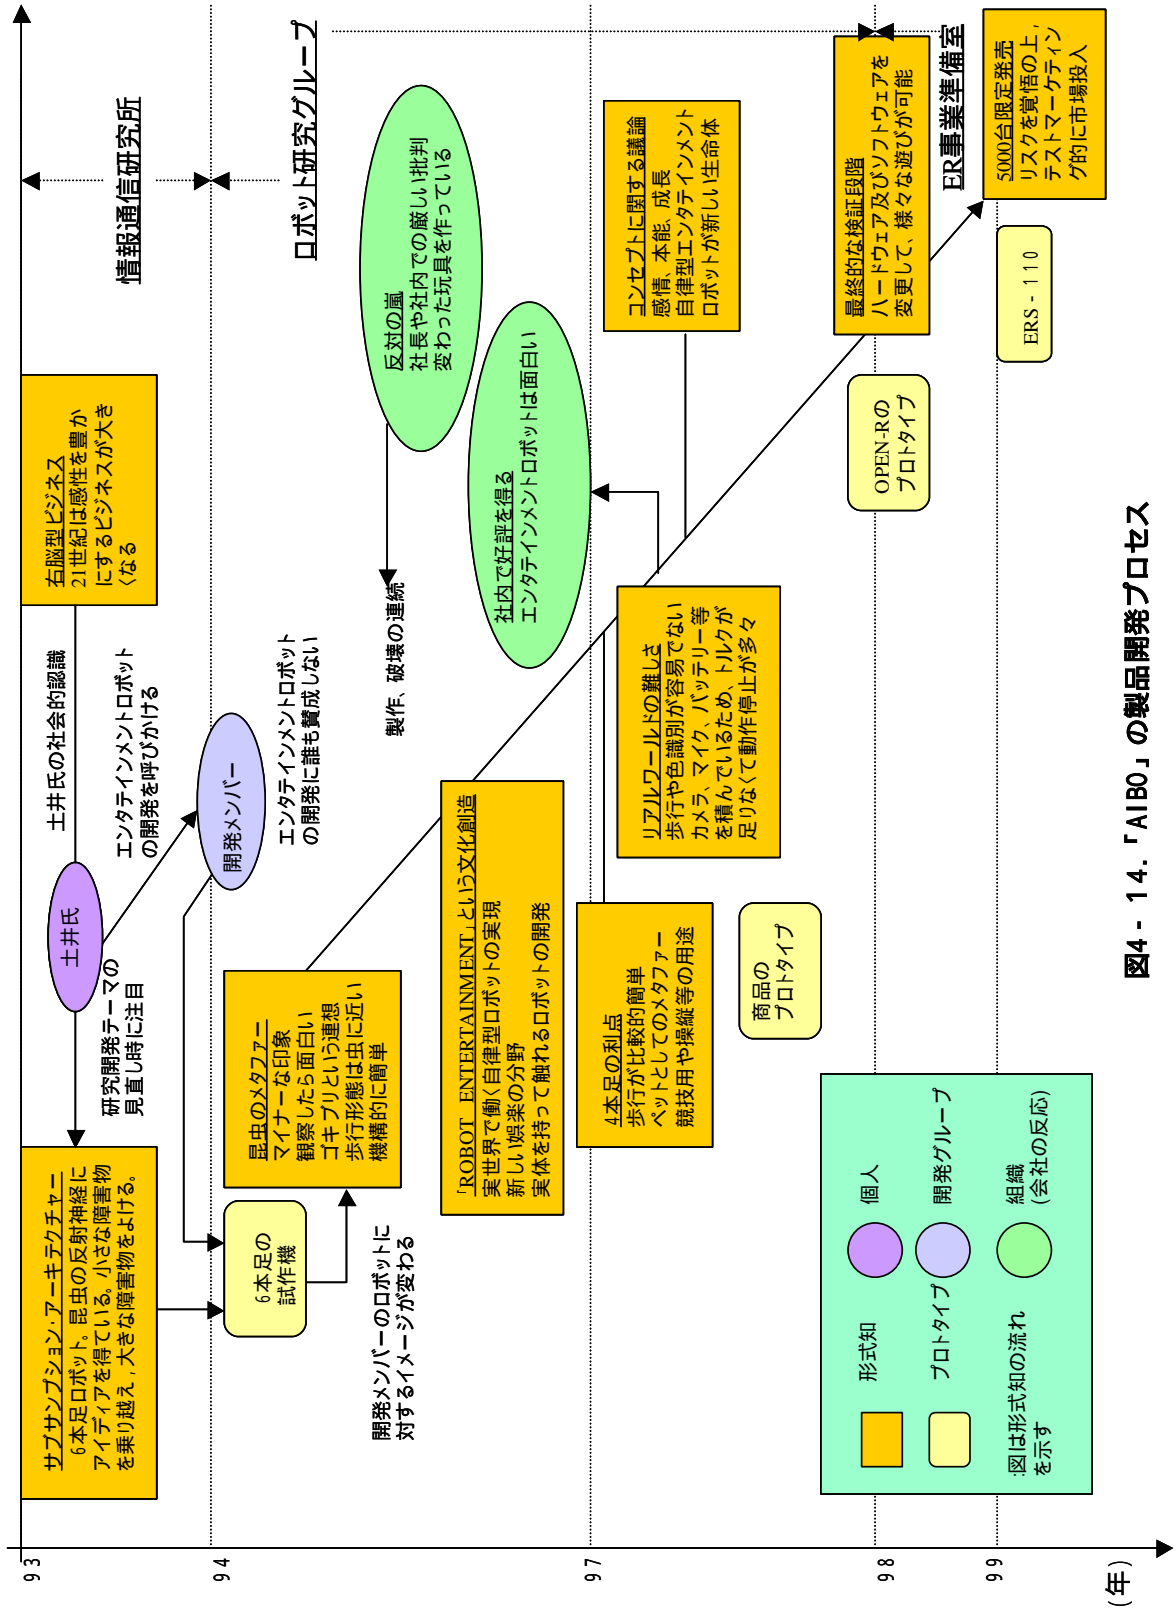 93
情報通信研究所
右脳型ビジネス
21世紀は感性を豊か
にするビジネスが大き
くなる
土井氏の社会的認識
土井氏
エンタテインメントロボット
の開発を呼びかける
研究開発テーマの
見直し時に注目
サブサンプション・アーキテクチャー
6本足ロボット。昆虫の反射神経に
アイディアを得ている。小さな障害物
を乗り越え，大きな障害物をよける。
94
ロボット研究グループ
開発メンバー
エンタテインメントロボット
の開発に誰も賛成しない
6本足の
試作機
昆虫のメタファー
マイナーな印象
観察したら面白い
ゴキブリという連想
歩行形態は虫に近い
機構的に簡単
開発メンバーのロボットに
対するイメージが変わる
反対の嵐
社長や社内での厳しい批判
変わった玩具を作っている
製作、破壊の連続
「ROBOT ENTERTAINMENT」という文化創造
実世界で働く自律型ロボットの実現
新しい娯楽の分野
実体を持って触れるロボットの開発
社内で好評を得る
エンタテインメントロボットは面白い
97
コンセプトに関する議論
感情、本能、成長
自律型エンタテインメント
ロボットが新しい生命体
リアルワールドの難しさ
歩行や色識別が容易でない
カメラ、マイク、バッテリー等
を積んでいるため、トルクが
足りなくて動作停止が多々
4本足の利点
歩行が比較的簡単
ペットとしてのメタファー
競技用や操縦等の用途
商品の
プロトタイプ
98
最終的な検証段階
ハードウェア及びソフトウェアを
変更して、様々な遊びが可能
OPEN-Rの
プロトタイプ
ER事業準備室
99
5000台限定発売
リスクを覚悟の上，
テストマーケティン
グ的に市場投入
ERS‐110
(年)
形式知
個人
プロトタイプ
開発グループ
:図は形式知の流れ
を示す
組織
(会社の反応)
図4‐14.「AIBO」の製品開発プロセス